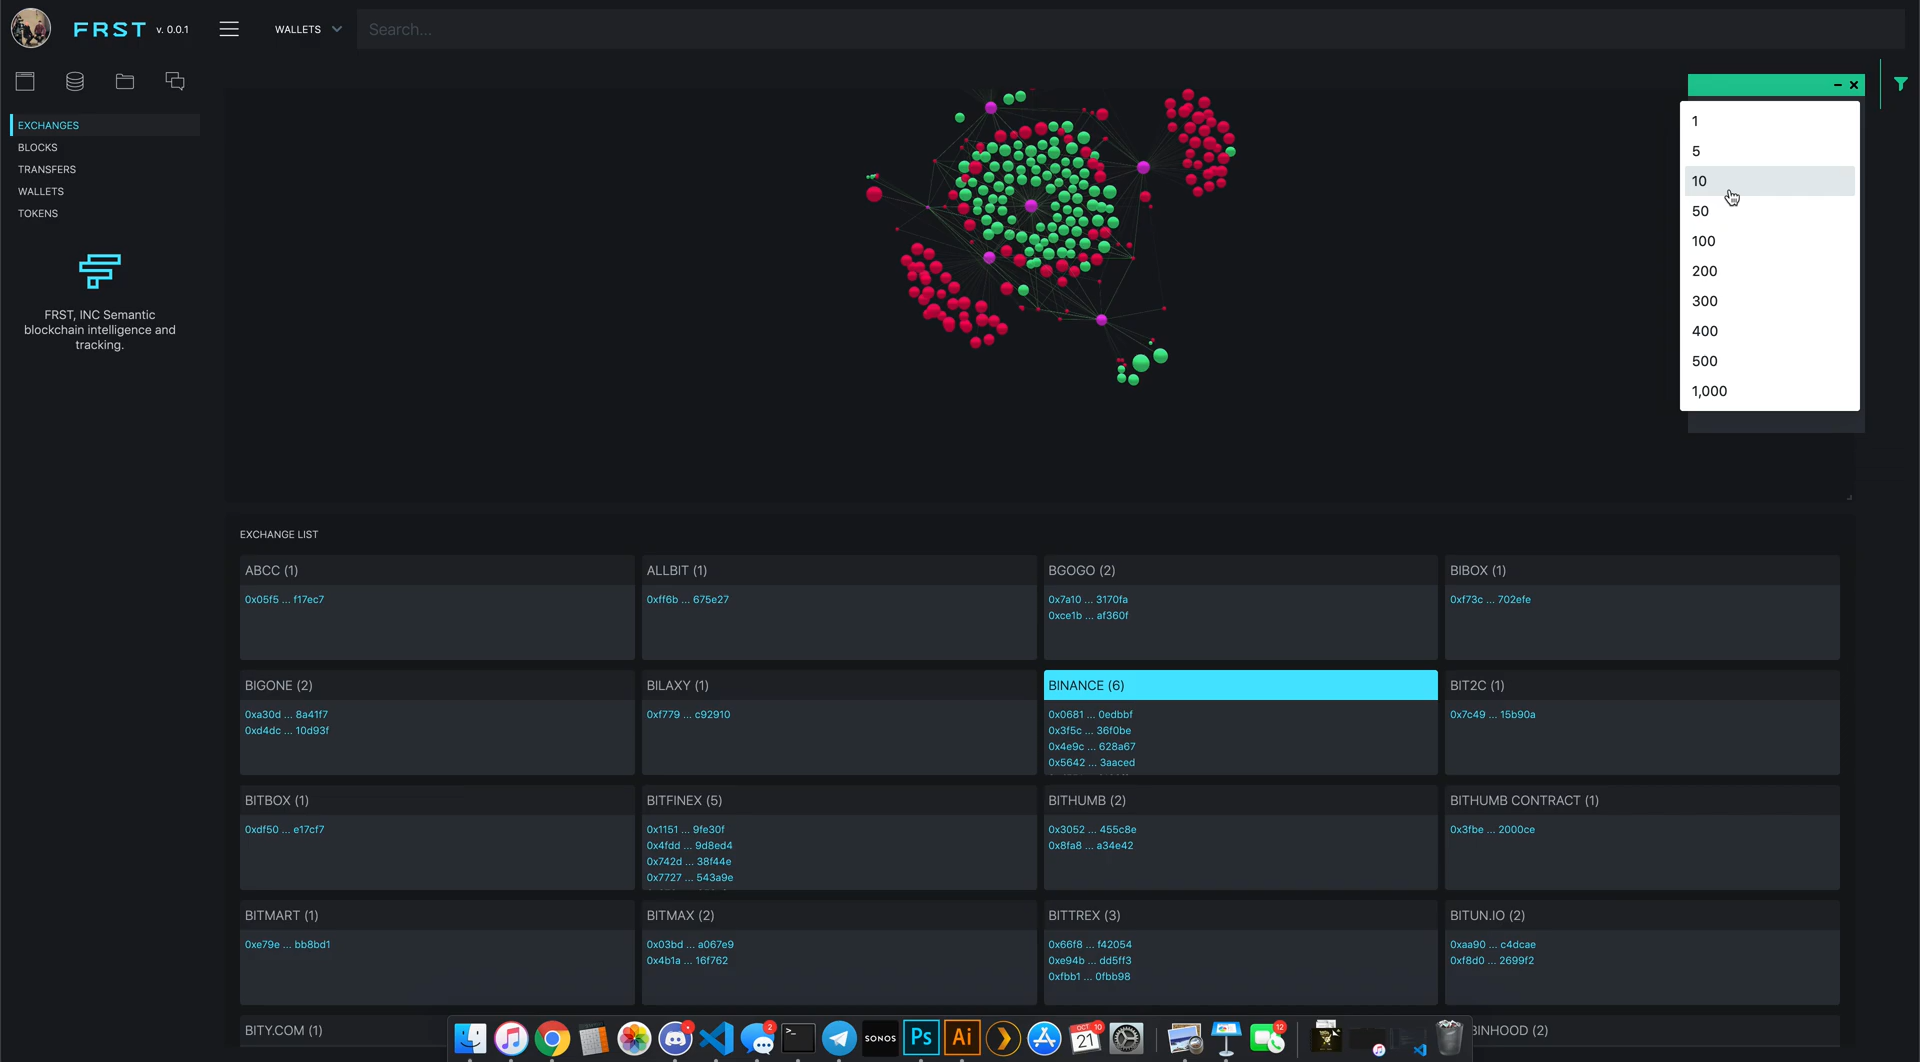 FRST v. 0.0.1
WALLETS
Search...
EXCHANGES
BLOCKS
TRANSFERS
WALLETS
TOKENS
FRST, INC Semantic
blockchain intelligence and
tracking.
1
5
10
50
100
200
300
400
500
1,000
EXCHANGE LIST
ABCC (1)
0x05f5 ... f17ec7
ALLBIT (1)
0xff6b ... 675e27
BGOGO (2)
0x7a10 ... 3170fa
0xce1b ... af360f
BIBOX (1)
0xf73c ... 702efe
BIGONE (2)
0xa30d ... 8a41f7
0xd4dc ... 10d93f
BILAXY (1)
0xf779 ... c92910
BINANCE (6)
0x0681 ... 0edbbf
0x3f5c ... 36f0be
0x4e9c ... 628a67
0x5642 ... 3aaced
BIT2C (1)
0x7c49 ... 15b90a
BITBOX (1)
0xdf50 ... e17cf7
BITFINEX (5)
0x1151 ... 9fe30f
0x4fdd ... 9d8ed4
0x742d ... 38f44e
0x7727 ... 543a9e
BITHUMB (2)
0x3052 ... 455c8e
0x8fa8 ... a34e42
BITHUMB CONTRACT (1)
0x3fbe ... 2000ce
BITMART (1)
0xe79e ... bb8bd1
BITMAX (2)
0x03bd ... a067e9
0x4b1a ... 16f762
BITTREX (3)
0x66f8 ... f42054
0xe94b ... dd5ff3
0xfbb1 ... 0fbb98
BITUN.IO (2)
0xaa90 ... c4dcae
0xf8d0 ... 2699f2
BITY.COM (1)
BINHOOD (2)
2
SONOS
Ps
Ai
OCT 10
21
12